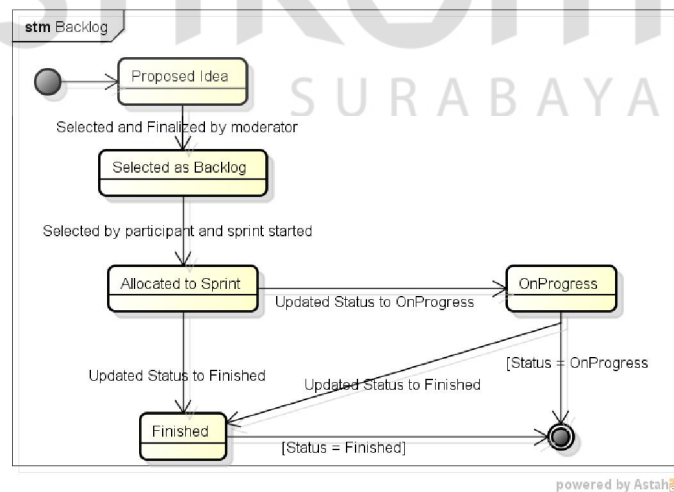 stm Backlog
Proposed Idea
SURABAYA
Selected and Finalized by moderator
Selected as Backlog
Selected by participant and sprint started
Allocated to Sprint
OnProgress
Updated Status to OnProgress
[Status = OnProgress
Updated Status to Finished
Updated Status to Finished
Finished
[Status = Finished]
powered by Astah